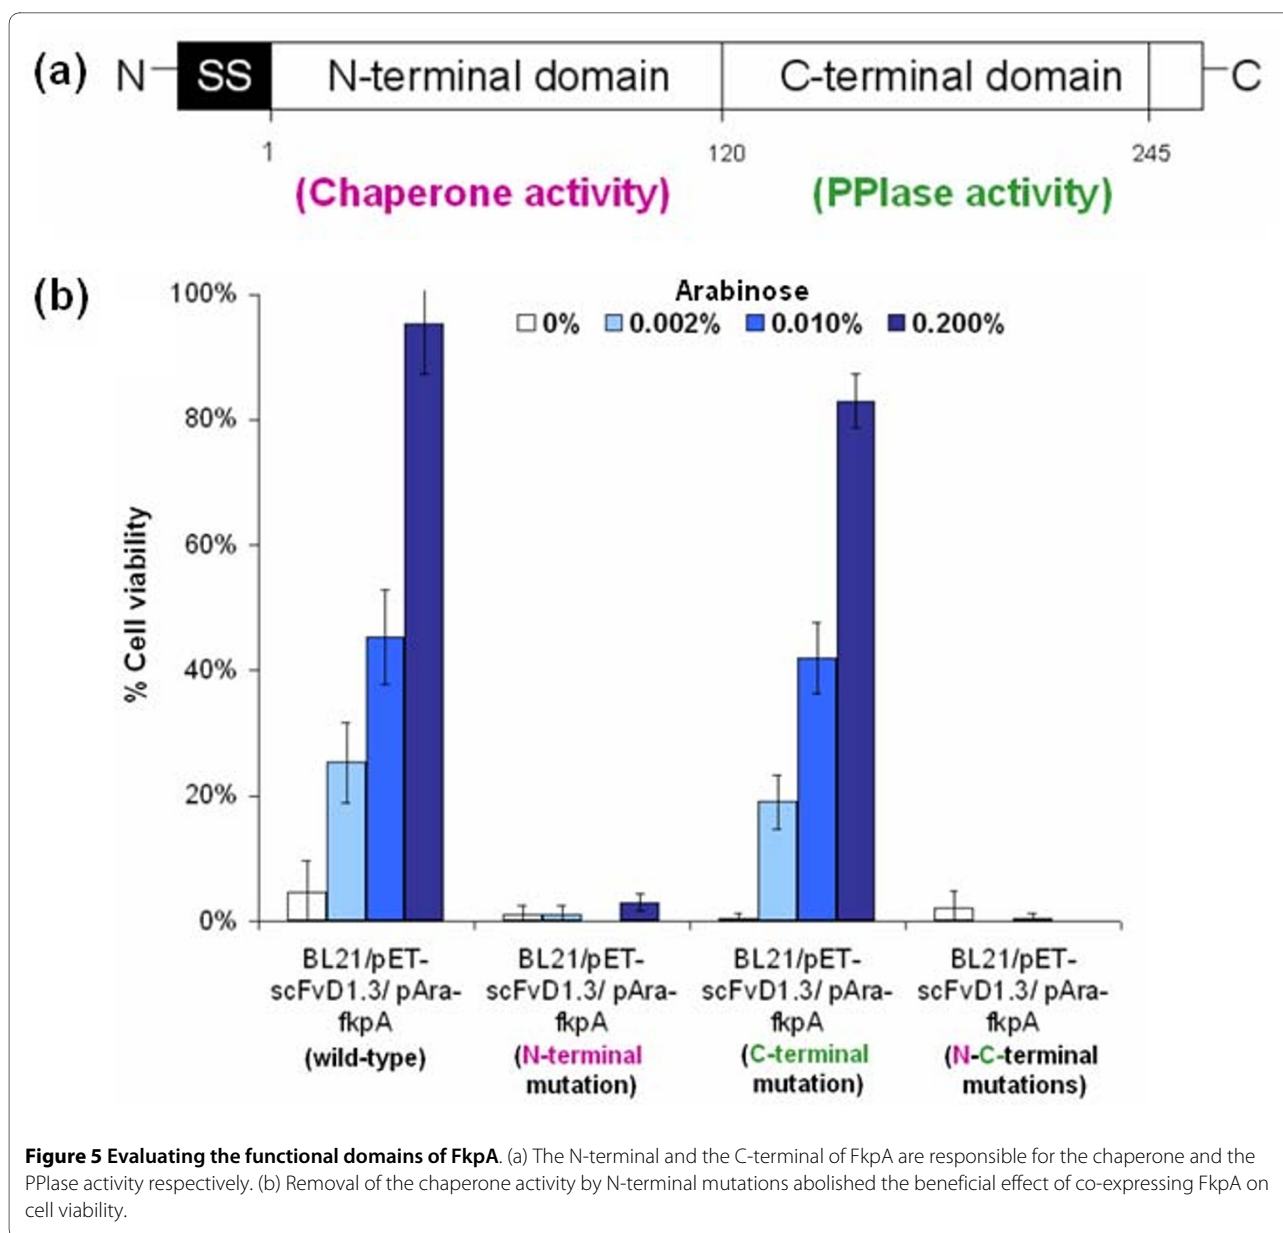 (a) N SS N-terminal domain C-terminal domain C
1 120 245
(Chaperone activity) (PPIase activity)
(b)
Arabinose
0% 0.002% 0.010% 0.200%
100%
80%
60%
40%
20%
0%
% Cell viability
BL21/pET-
scFvD1.3/ pAra-
fkpA
(wild-type)
BL21/pET-
scFvD1.3/ pAra-
fkpA
(N-terminal
mutation)
BL21/pET-
scFvD1.3/ pAra-
fkpA
(C-terminal
mutation)
BL21/pET-
scFvD1.3/ pAra-
fkpA
(N-C-terminal
mutations)
Figure 5 Evaluating the functional domains of FkpA. (a) The N-terminal and the C-terminal of FkpA are responsible for the chaperone and the
PPIase activity respectively. (b) Removal of the chaperone activity by N-terminal mutations abolished the beneficial effect of co-expressing FkpA on
cell viability.